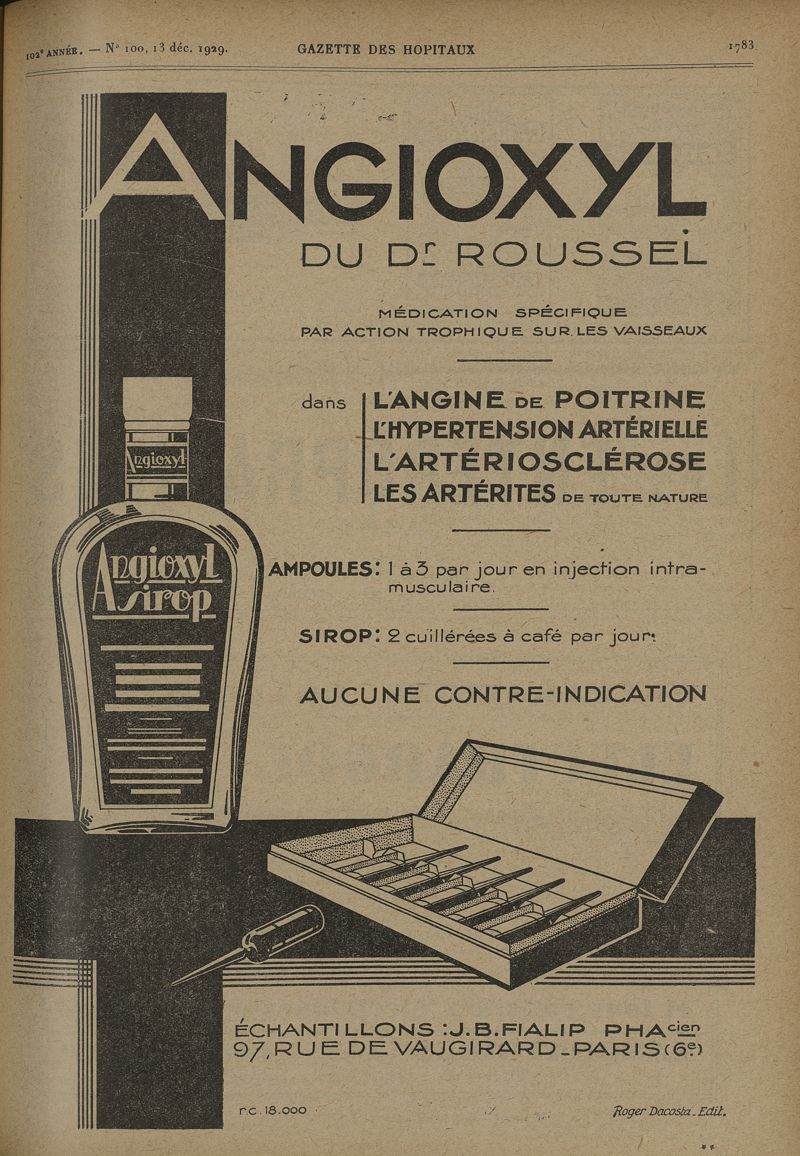 102e ANNÉE. — N° 100, 13 déc. 1929. GAZETTE DES HOPITAUX 1783
ANGIOXYL
DU Dr ROUSSEL
MÉDICATION SPÉCIFIQUE
PAR ACTION TROPHIQUE SUR LES VAISSEAUX
dans L'ANGINE DE POITRINE
L'HYPERTENSION ARTÉRIELLE
L'ARTÉRIOSCLÉROSE
LES ARTÉRITES DE TOUTE NATURE
Angioxyl
Angioxyl
sirop
AMPOULES: 1 à 3 par jour en injection intra-
musculaire.
SIROP: 2 cuillérées à café par jour.
AUCUNE CONTRE-INDICATION
ÉCHANTILLONS : J.B. FIALIP PHAcien
97, RUE DE VAUGIRARD - PARIS (6e)
r.c. 18.000
Roger Dacosta - Edit.
**